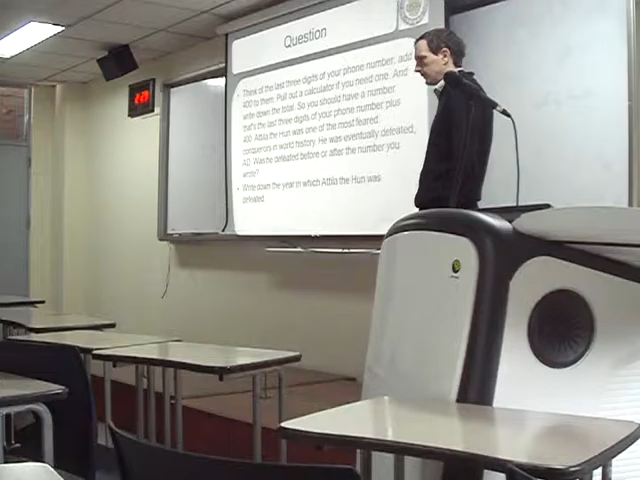 Question
• Think of the last three digits of your phone number, add
400 to them. Pull out a calculator if you need one. And
write down the total. So you should have a number
that's the last three digits of your phone number plus
400. Attila the Hun was one of the most feared
conquerors in world history. He was eventually defeated,
AD. Was he defeated before or after the number you
wrote?
• Write down the year in which Attila the Hun was
defeated.